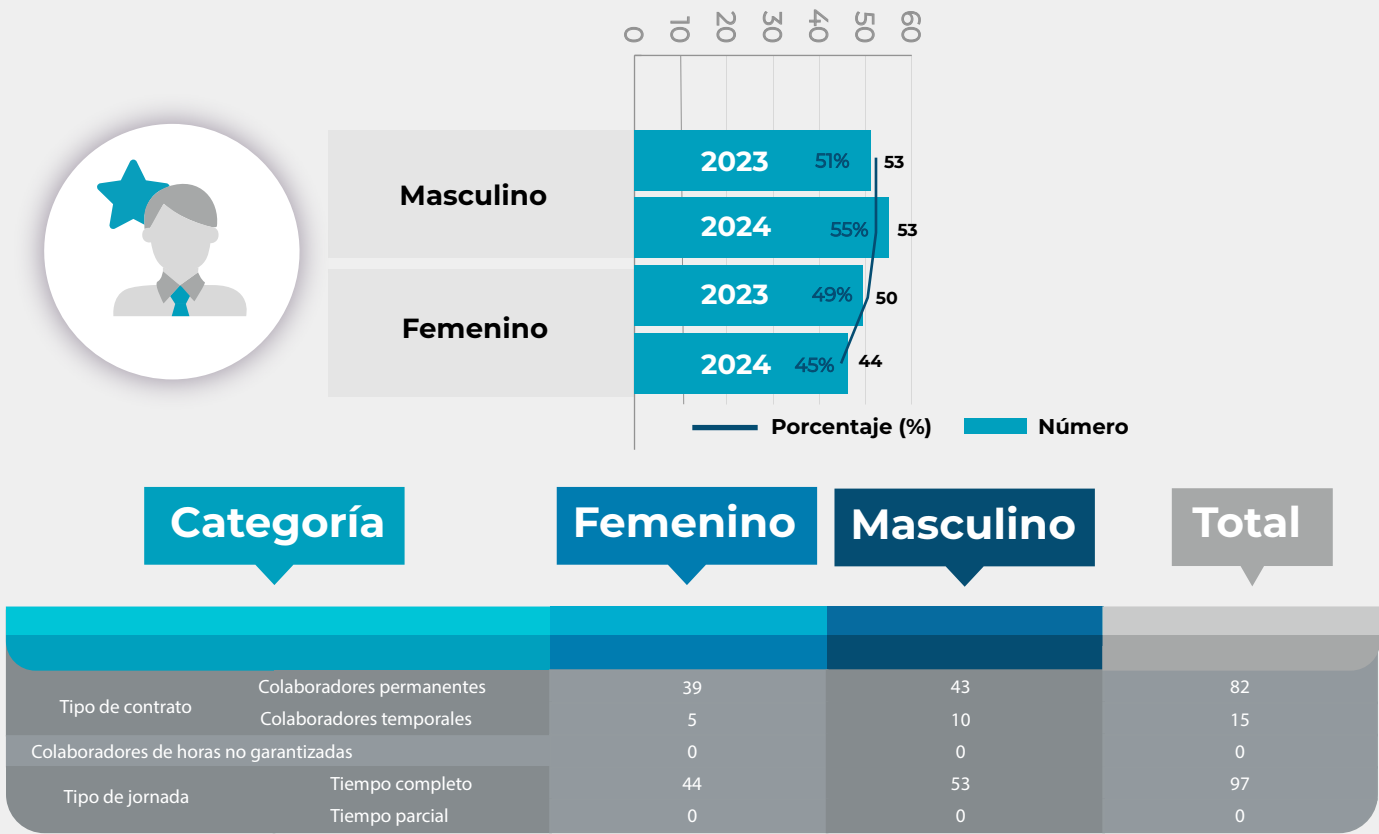 0 10 20 30 40 50 60
Masculino
2023 51% 53
2024 55% 53
Femenino
2023 49% 50
2024 45% 44
Porcentaje (%) Número
Categoría Femenino Masculino Total
Tipo de contrato
Colaboradores permanentes 39 43 82
Colaboradores temporales 5 10 15
Colaboradores de horas no garantizadas 0 0 0
Tipo de jornada
Tiempo completo 44 53 97
Tiempo parcial 0 0 0